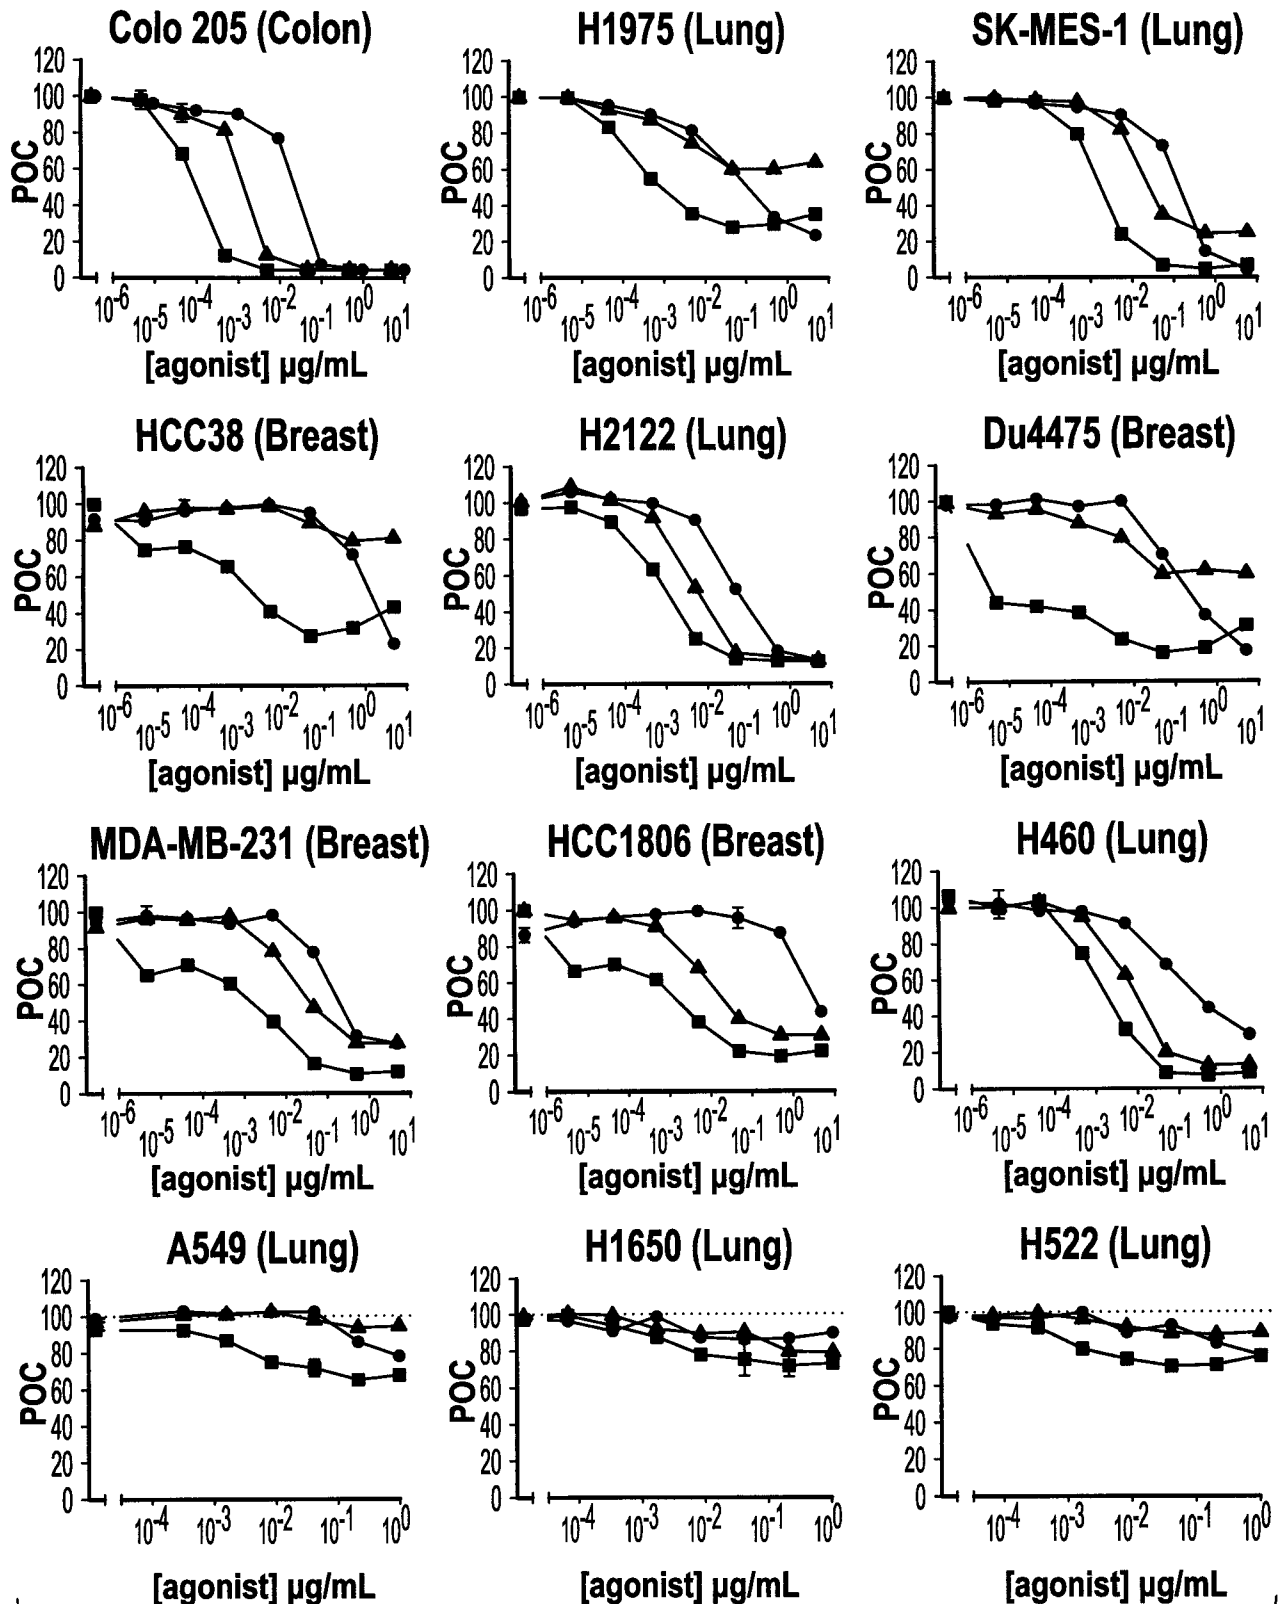 Colo 205 (Colon)
120
100
80
60
40
20
0
POC
10-6 10-4 10-2 100
10-5 10-3 10-1 101
[agonist] µg/mL
H1975 (Lung)
120
100
80
60
40
20
0
POC
10-6 10-4 10-2 100
10-5 10-3 10-1 101
[agonist] µg/mL
SK-MES-1 (Lung)
120
100
80
60
40
20
0
POC
10-6 10-4 10-2 100
10-5 10-3 10-1 101
[agonist] µg/mL
HCC38 (Breast)
120
100
80
60
40
20
0
POC
10-6 10-4 10-2 100
10-5 10-3 10-1 101
[agonist] µg/mL
H2122 (Lung)
120
100
80
60
40
20
0
POC
10-6 10-4 10-2 100
10-5 10-3 10-1 101
[agonist] µg/mL
Du4475 (Breast)
120
100
80
60
40
20
0
POC
10-6 10-4 10-2 100
10-5 10-3 10-1 101
[agonist] µg/mL
MDA-MB-231 (Breast)
120
100
80
60
40
20
0
POC
10-6 10-4 10-2 100
10-5 10-3 10-1 101
[agonist] µg/mL
HCC1806 (Breast)
120
100
80
60
40
20
0
POC
10-6 10-4 10-2 100
10-5 10-3 10-1 101
[agonist] µg/mL
H460 (Lung)
120
100
80
60
40
20
0
POC
10-6 10-4 10-2 100
10-5 10-3 10-1 101
[agonist] µg/mL
A549 (Lung)
120
100
80
60
40
20
0
POC
10-4 10-2 100
10-3 10-1
[agonist] µg/mL
H1650 (Lung)
120
100
80
60
40
20
0
POC
10-4 10-2 100
10-3 10-1
[agonist] µg/mL
H522 (Lung)
120
100
80
60
40
20
0
POC
10-4 10-2 100
10-3 10-1
[agonist] µg/mL